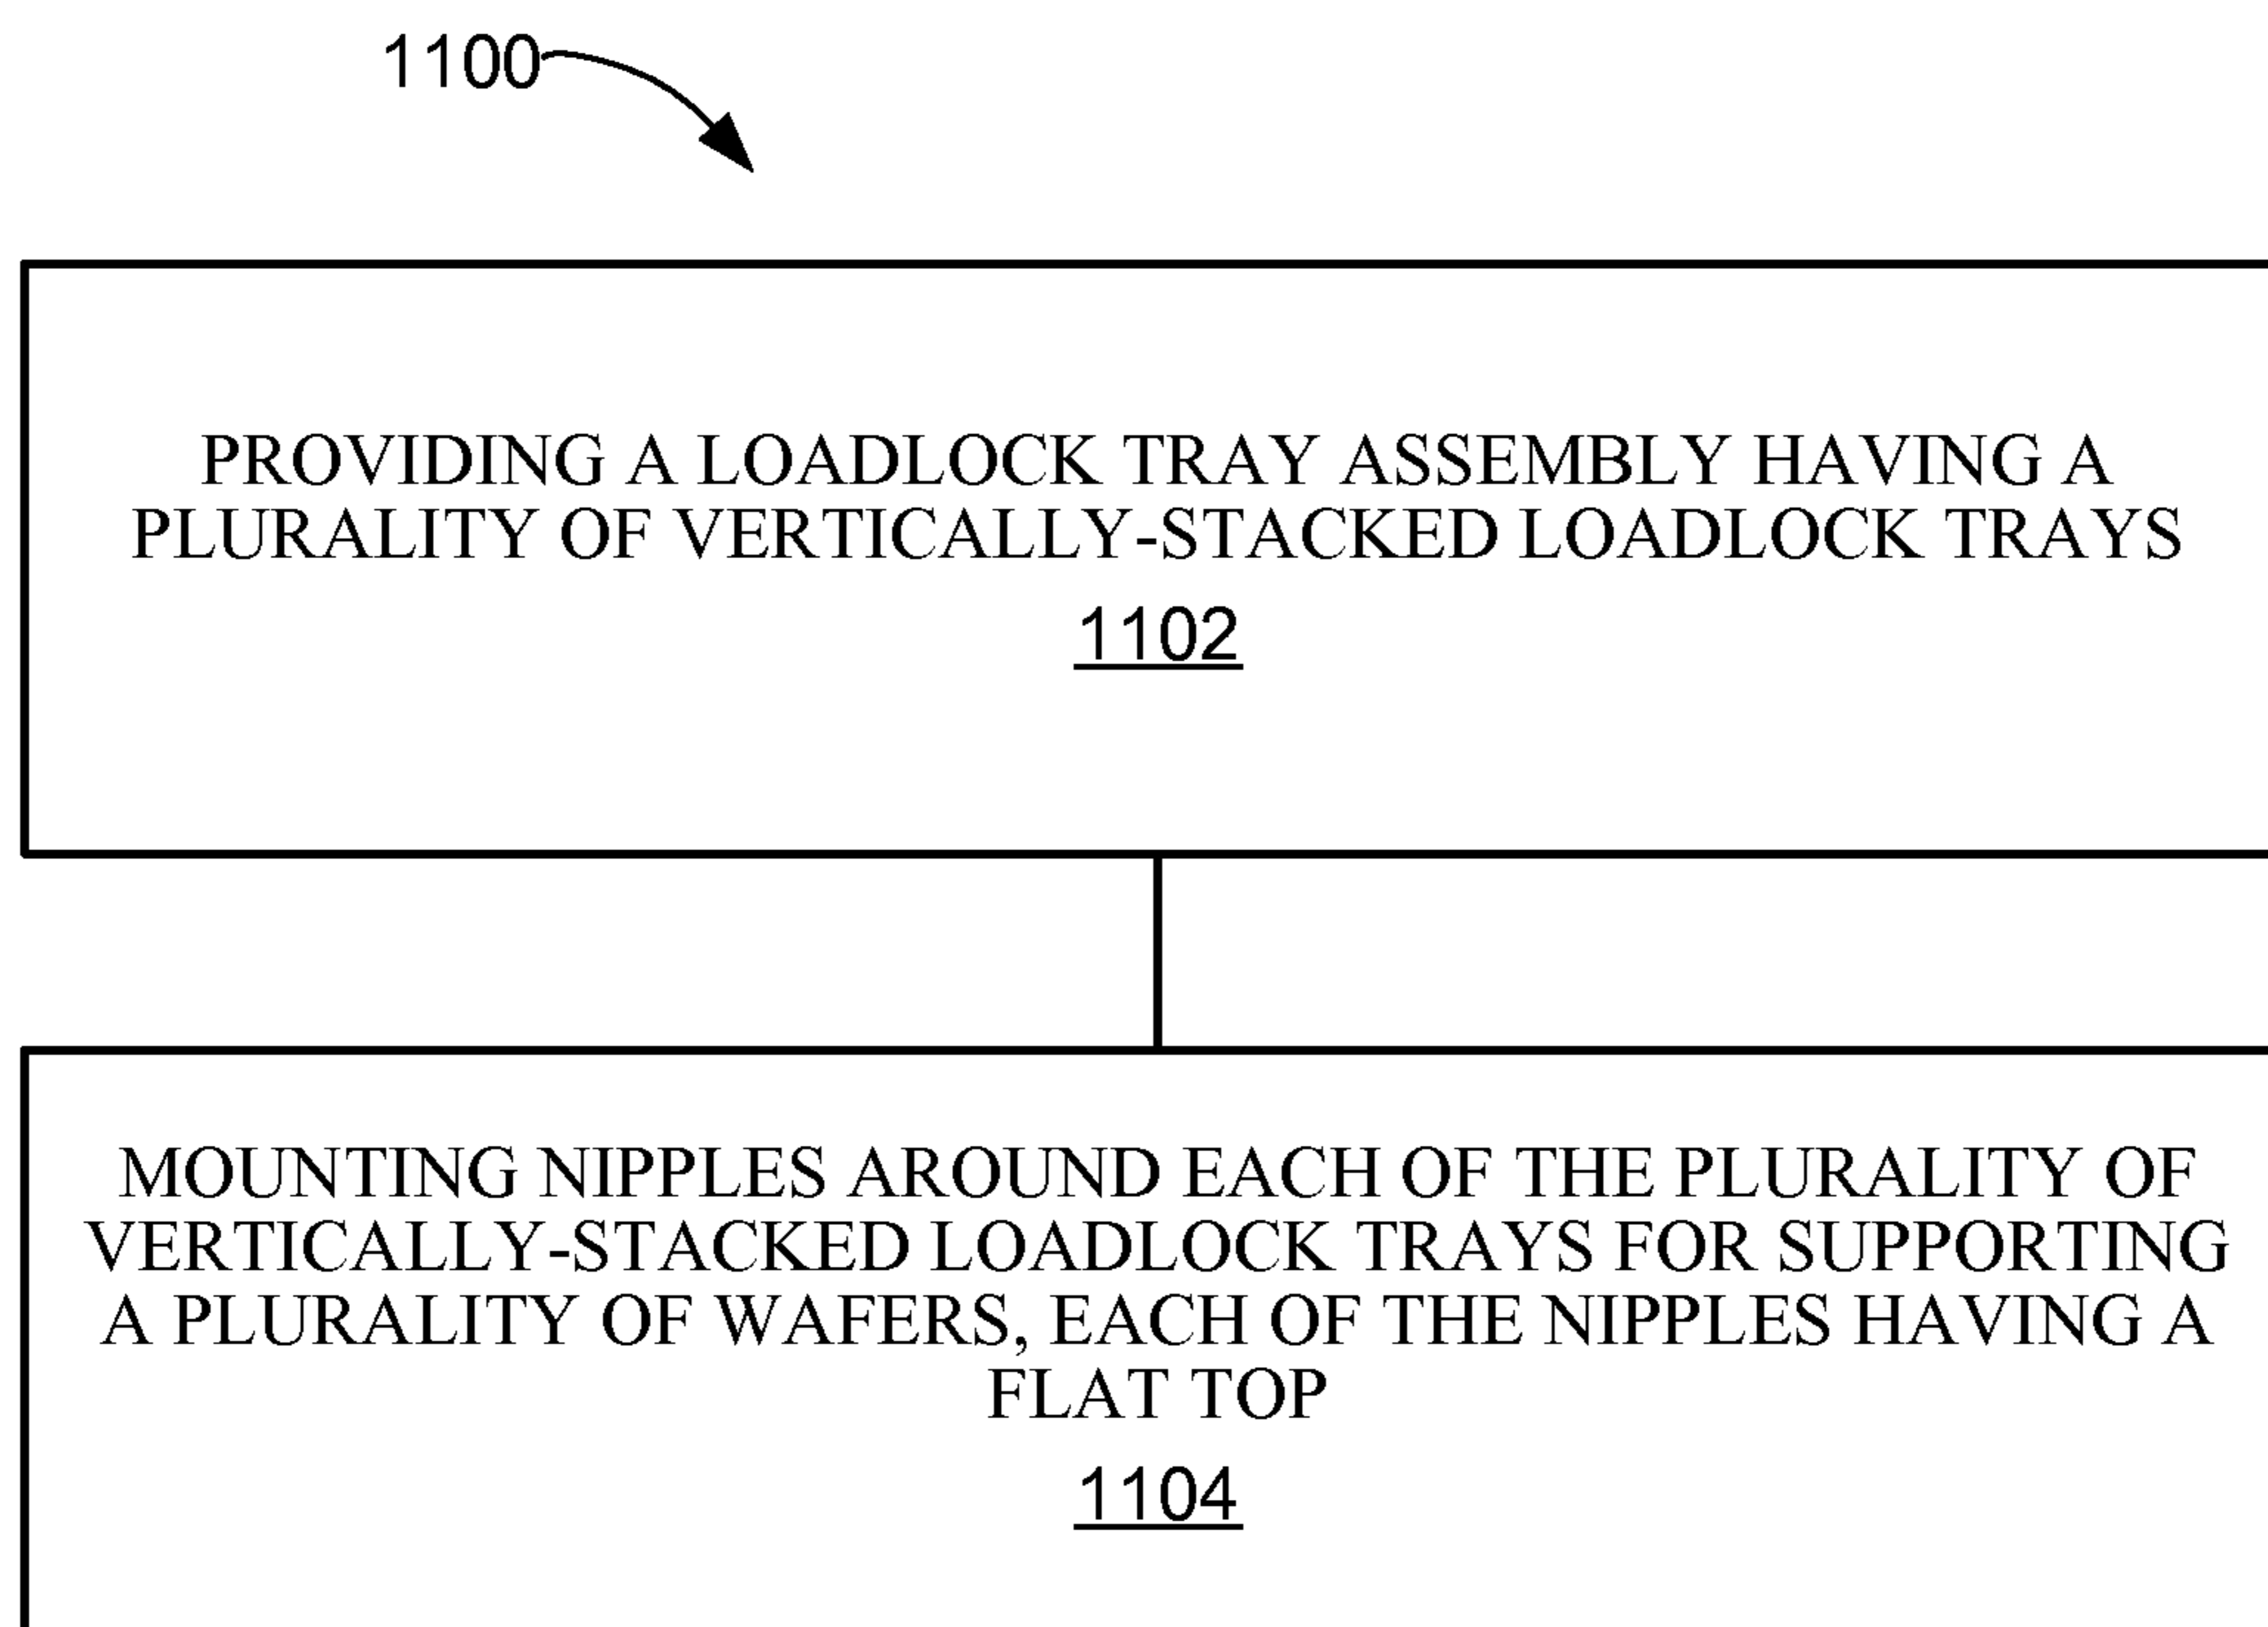 1100
PROVIDING A LOADLOCK TRAY ASSEMBLY HAVING A
PLURALITY OF VERTICALLY-STACKED LOADLOCK TRAYS
1102
MOUNTING NIPPLES AROUND EACH OF THE PLURALITY OF
VERTICALLY-STACKED LOADLOCK TRAYS FOR SUPPORTING
A PLURALITY OF WAFERS, EACH OF THE NIPPLES HAVING A
FLAT TOP
1104